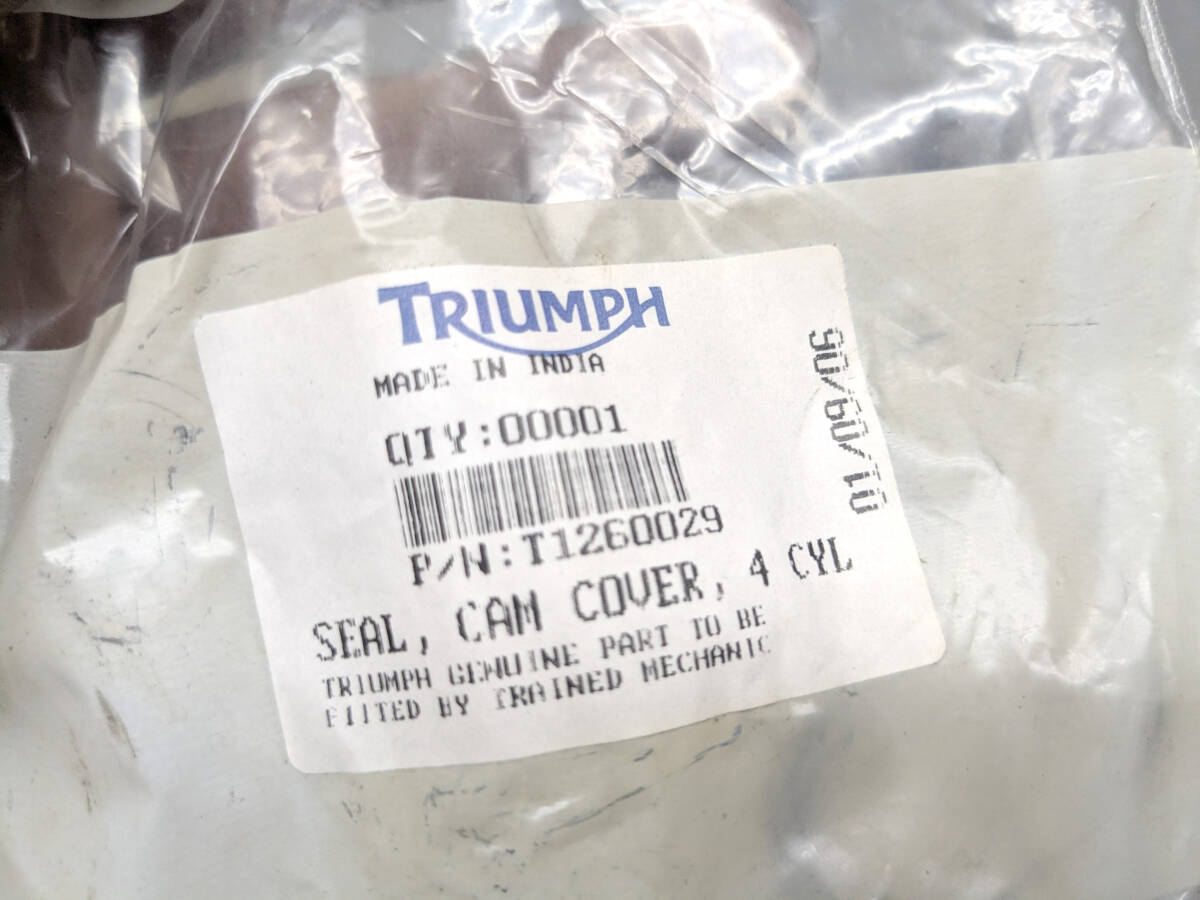 TRIUMPH
MADE IN INDIA
QTY:00001
P/N:T1260029
SEAL, CAM COVER, 4 CYL
TRIUMPH GENUINE PART TO BE
FITTED BY TRAINED MECHANIC
01/09/06